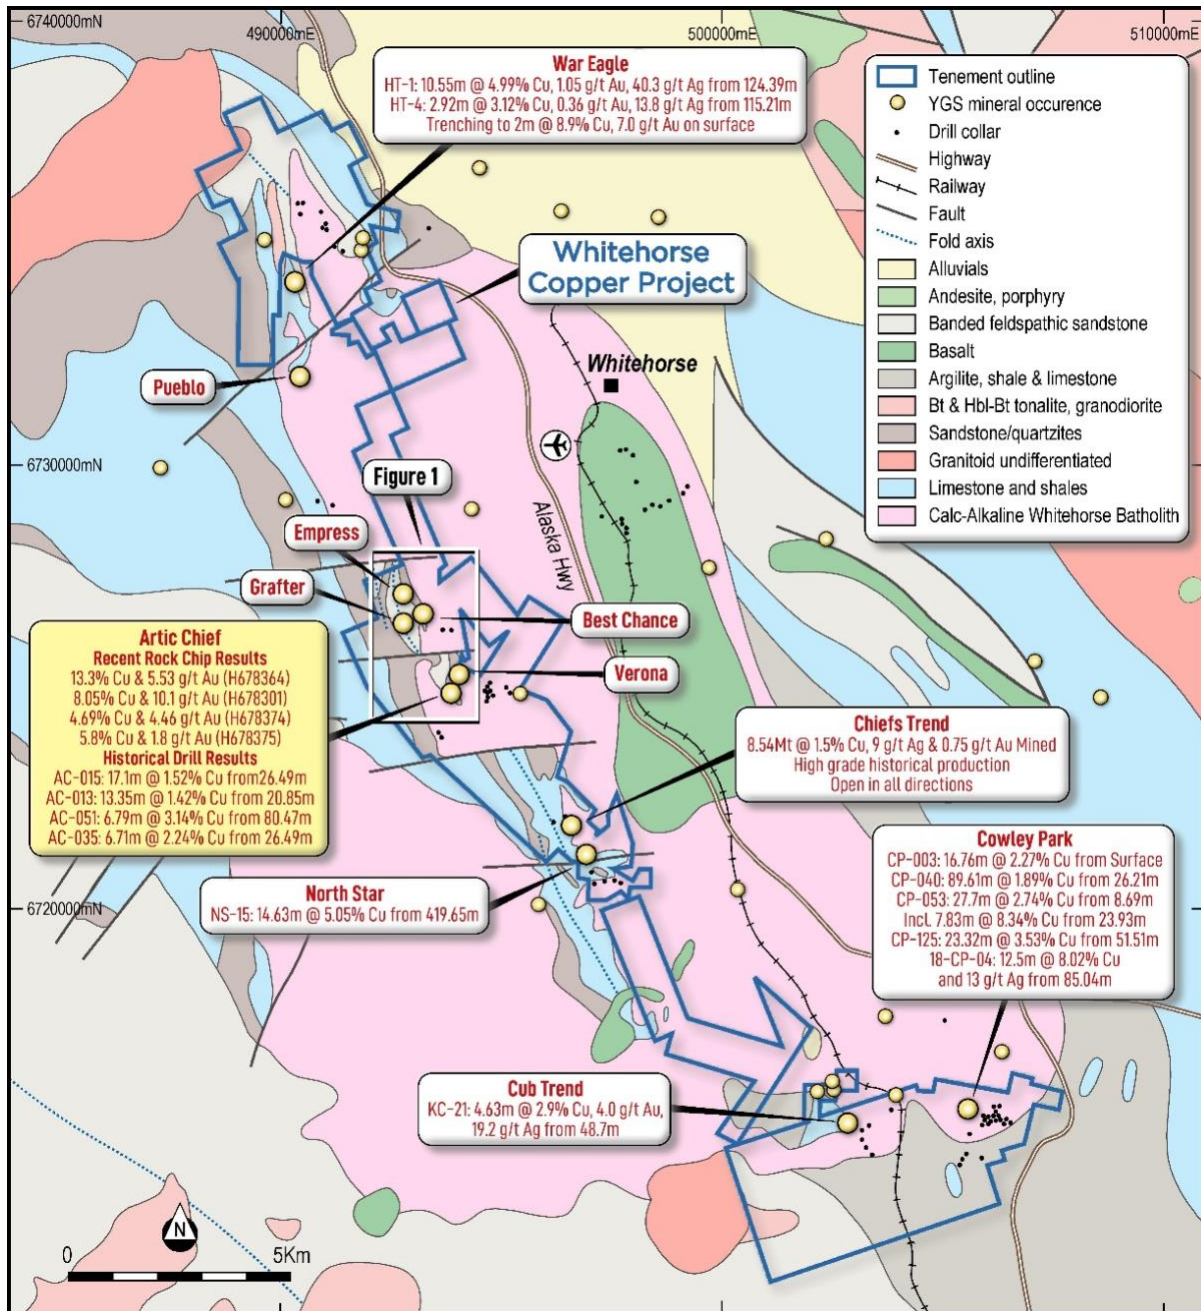 6740000mN
490000mE
500000mE
510000mE
War Eagle
HT-1: 10.55m @ 4.99% Cu, 1.05 g/t Au, 40.3 g/t Ag from 124.39m
HT-4: 2.92m @ 3.12% Cu, 0.36 g/t Au, 13.8 g/t Ag from 115.21m
Trenching to 2m @ 8.9% Cu, 7.0 g/t Au on surface
Tenement outline
YGS mineral occurence
Drill collar
Highway
Railway
Fault
Fold axis
Alluvials
Andesite, porphyry
Banded feldspathic sandstone
Basalt
Argilite, shale & limestone
Bt & Hbl-Bt tonalite, granodiorite
Sandstone/quartzites
Granitoid undifferentiated
Limestone and shales
Calc-Alkaline Whitehorse Batholith
Whitehorse
Copper Project
Whitehorse
Pueblo
6730000mN
Figure 1
Alaska Hwy
Empress
Grafter
Best Chance
Verona
Artic Chief
Recent Rock Chip Results
13.3% Cu & 5.53 g/t Au (H678364)
8.05% Cu & 10.1 g/t Au (H678301)
4.69% Cu & 4.46 g/t Au (H678374)
5.8% Cu & 1.8 g/t Au (H678375)
Historical Drill Results
AC-015: 17.1m @ 1.52% Cu from26.49m
AC-013: 13.35m @ 1.42% Cu from 20.85m
AC-051: 6.79m @ 3.14% Cu from 80.47m
AC-035: 6.71m @ 2.24% Cu from 26.49m
Chiefs Trend
8.54Mt @ 1.5% Cu, 9 g/t Ag & 0.75 g/t Au Mined
High grade historical production
Open in all directions
North Star
NS-15: 14.63m @ 5.05% Cu from 419.65m
6720000mN
Cowley Park
CP-003: 16.76m @ 2.27% Cu from Surface
CP-040: 89.61m @ 1.89% Cu from 26.21m
CP-053: 27.7m @ 2.74% Cu from 8.69m
Incl. 7.83m @ 8.34% Cu from 23.93m
CP-125: 23.32m @ 3.53% Cu from 51.51m
18-CP-04: 12.5m @ 8.02% Cu
and 13 g/t Ag from 85.04m
Cub Trend
KC-21: 4.63m @ 2.9% Cu, 4.0 g/t Au,
19.2 g/t Ag from 48.7m
N
0
5Km